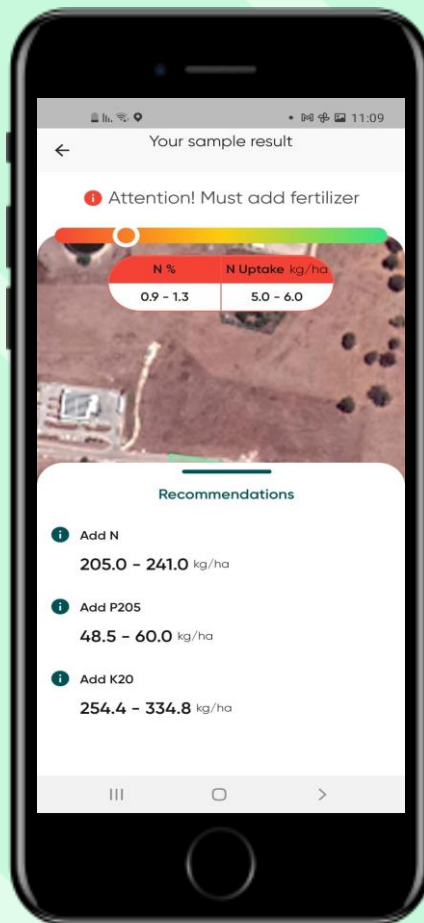 11:09
Your sample result
Attention! Must add fertilizer
N % N Uptake kg/ha
0.9 - 1.3 5.0 - 6.0
Recommendations
Add N
205.0 - 241.0 kg/ha
Add P205
48.5 - 60.0 kg/ha
Add K20
254.4 - 334.8 kg/ha